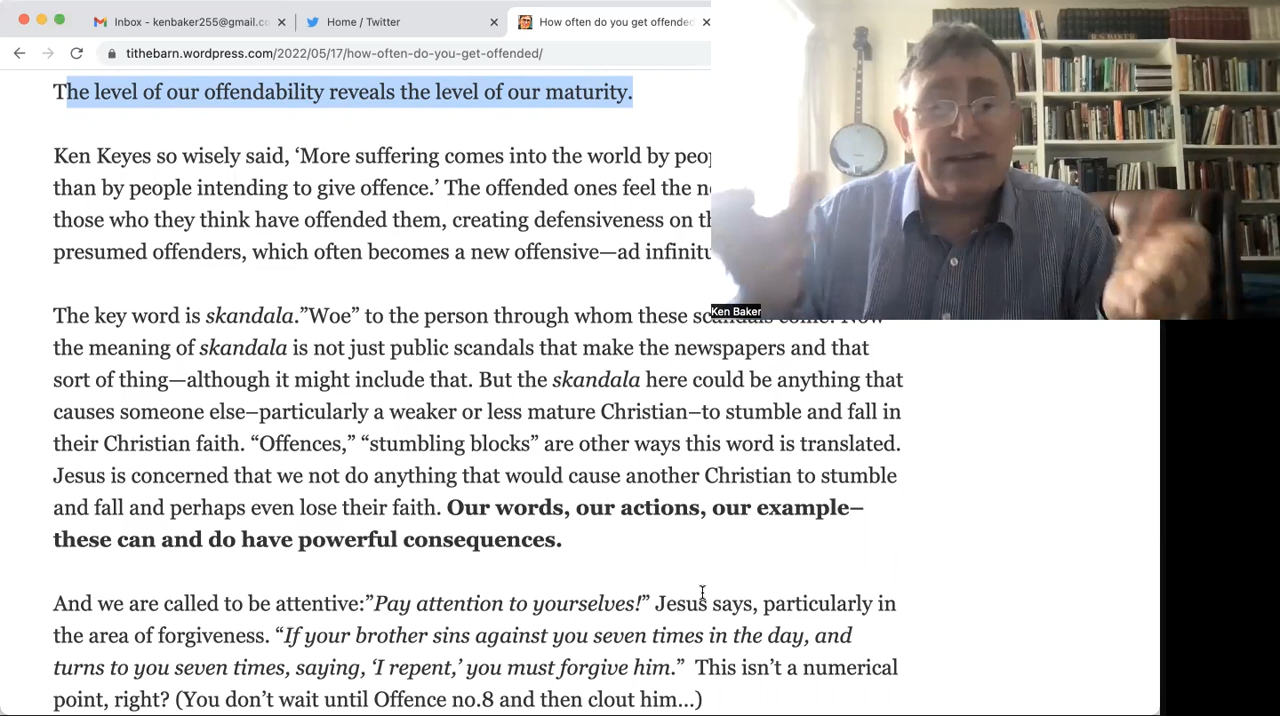 Inbox - kenbaker255@gmail.co
Home / Twitter
How often do you get offended
tithebarn.wordpress.com/2022/05/17/how-often-do-you-get-offended/
The level of our offendability reveals the level of our maturity.
Ken Keyes so wisely said, ‘More suffering comes into the world by
than by people intending to give offence.’ The offended ones feel the
those who they think have offended them, creating defensiveness on
presumed offenders, which often becomes a new offensive—ad
Ken Baker
The key word is skandala.”Woe” to the person through whom these
the meaning of skandala is not just public scandals that make the newspapers and that
sort of thing—although it might include that. But the skandala here could be anything that
causes someone else–particularly a weaker or less mature Christian–to stumble and fall in
their Christian faith. “Offences,” “stumbling blocks” are other ways this word is translated.
Jesus is concerned that we not do anything that would cause another Christian to stumble
and fall and perhaps even lose their faith. Our words, our actions, our example–
these can and do have powerful consequences.
And we are called to be attentive:”Pay attention to yourselves!” Jesus says, particularly in
the area of forgiveness. “If your brother sins against you seven times in the day, and
turns to you seven times, saying, ‘I repent,’ you must forgive him.” This isn’t a numerical
point, right? (You don’t wait until Offence no.8 and then clout him…)